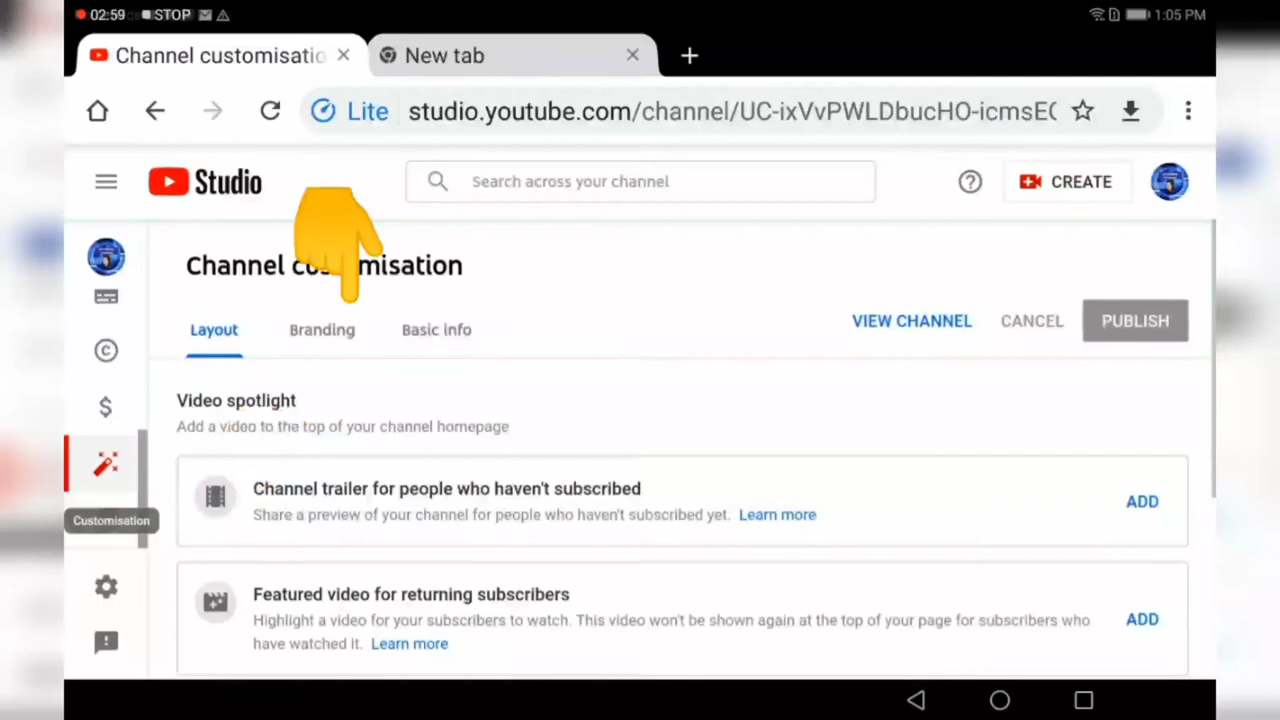 02:59 STOP 1:05 PM
Channel customisatio New tab
Lite studio.youtube.com/channel/UC-ixVvPWLDbucHO-icmsE
Studio Search across your channel CREATE
Channel customisation
Layout Branding Basic info VIEW CHANNEL CANCEL PUBLISH
Video spotlight
Add a video to the top of your channel homepage
Channel trailer for people who haven't subscribed
Share a preview of your channel for people who haven't subscribed yet. Learn more
ADD
Customisation
Featured video for returning subscribers
Highlight a video for your subscribers to watch. This video won't be shown again at the top of your page for subscribers who
have watched it. Learn more
ADD